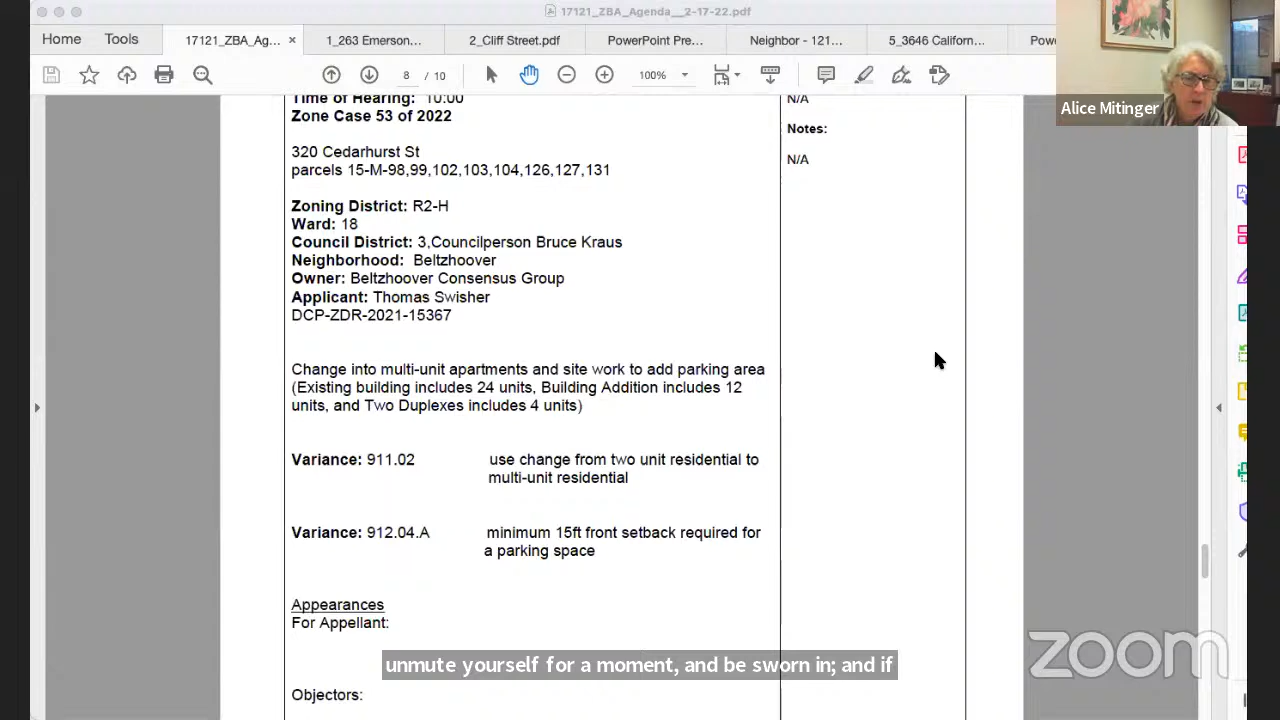 17121_ZBA_Agenda__2-17-22.pdf
Home
Tools
17121_ZBA_Ag...
1_263 Emerson...
2_Cliff Street.pdf
PowerPoint Pre...
Neighbor - 121...
5_3646 Californ...
Pow
8 / 10
100%
Alice Mitinger
Time of Hearing: 10:00
Zone Case 53 of 2022
320 Cedarhurst St
parcels 15-M-98,99,102,103,104,126,127,131
Zoning District: R2-H
Ward: 18
Council District: 3,Councilperson Bruce Kraus
Neighborhood: Beltzhoover
Owner: Beltzhoover Consensus Group
Applicant: Thomas Swisher
DCP-ZDR-2021-15367
Change into multi-unit apartments and site work to add parking area
(Existing building includes 24 units, Building Addition includes 12
units, and Two Duplexes includes 4 units)
Variance: 911.02 use change from two unit residential to
multi-unit residential
Variance: 912.04.A minimum 15ft front setback required for
a parking space
Appearances
For Appellant:
Objectors:
N/A
Notes:
N/A
unmute yourself for a moment, and be sworn in; and if
zoom